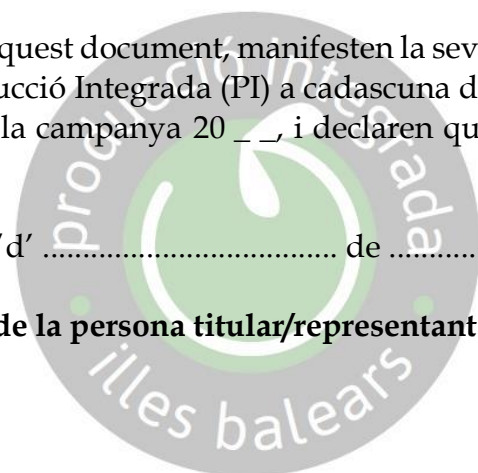 quest document, manifesten la sev
ucció Integrada (PI) a cadascuna d
la campanya 20 _ _, i declaren qu
/d’ .................................... de ...........
de la persona titular/representant
producció integrada
illes balears